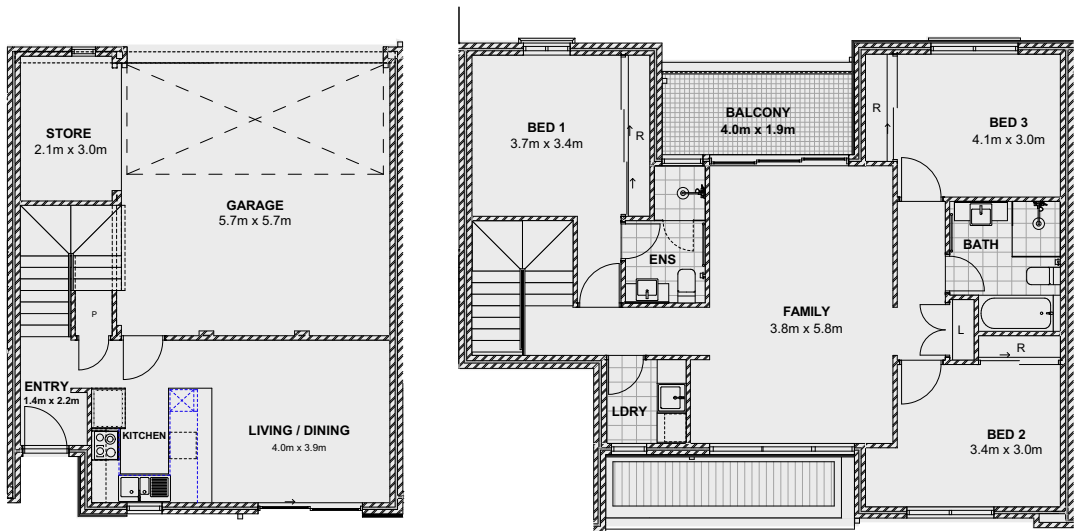 STORE
2.1m x 3.0m
GARAGE
5.7m x 5.7m
P
ENTRY
1.4m x 2.2m
KITCHEN
LIVING / DINING
4.0m x 3.9m
BED 1
3.7m x 3.4m
R
BALCONY
4.0m x 1.9m
R
BED 3
4.1m x 3.0m
ENS
BATH
FAMILY
3.8m x 5.8m
L
R
LDRY
BED 2
3.4m x 3.0m